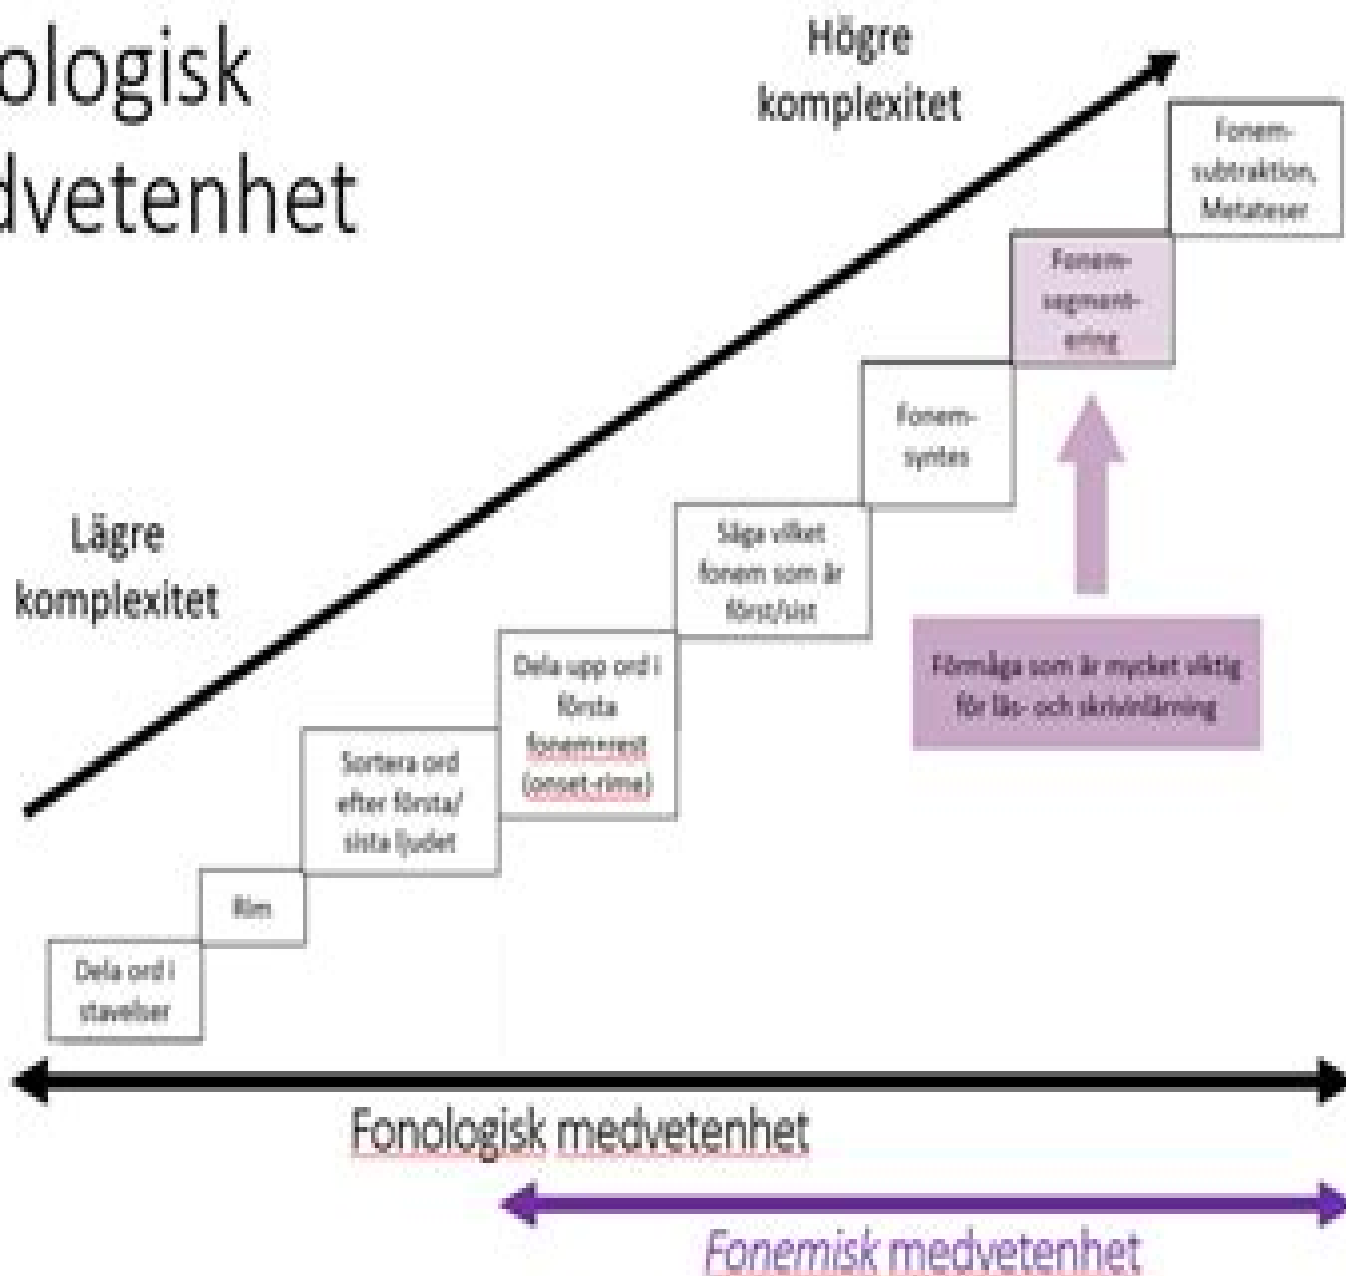 ologisk
dvetenhet
Högre
komplexitet
Fonem-
subtraktion,
Metateser
Fonem-
segment-
ering
Fonem-
syntes
Lägre
komplexitet
Säga vilket
fonem som är
först/sist
Förmåga som är mycket viktig
för läs- och skrivinlärning
Dela upp ord i
första
fonem+rest
(onset-rime)
Sortera ord
efter första/
sista ljudet
Rim
Dela ord i
stavelser
Fonologisk medvetenhet
Fonemisk medvetenhet